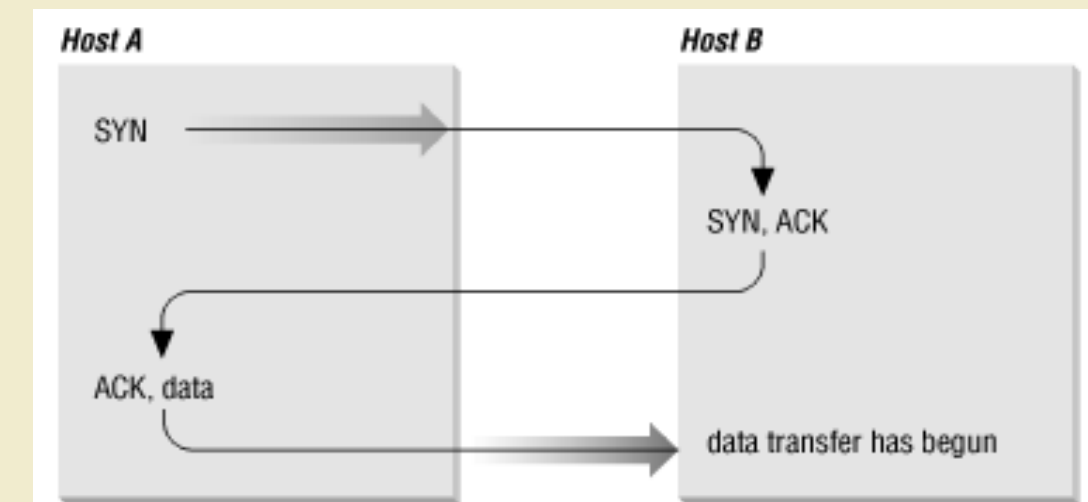 Host A
Host B
SYN
SYN, ACK
ACK, data
data transfer has begun